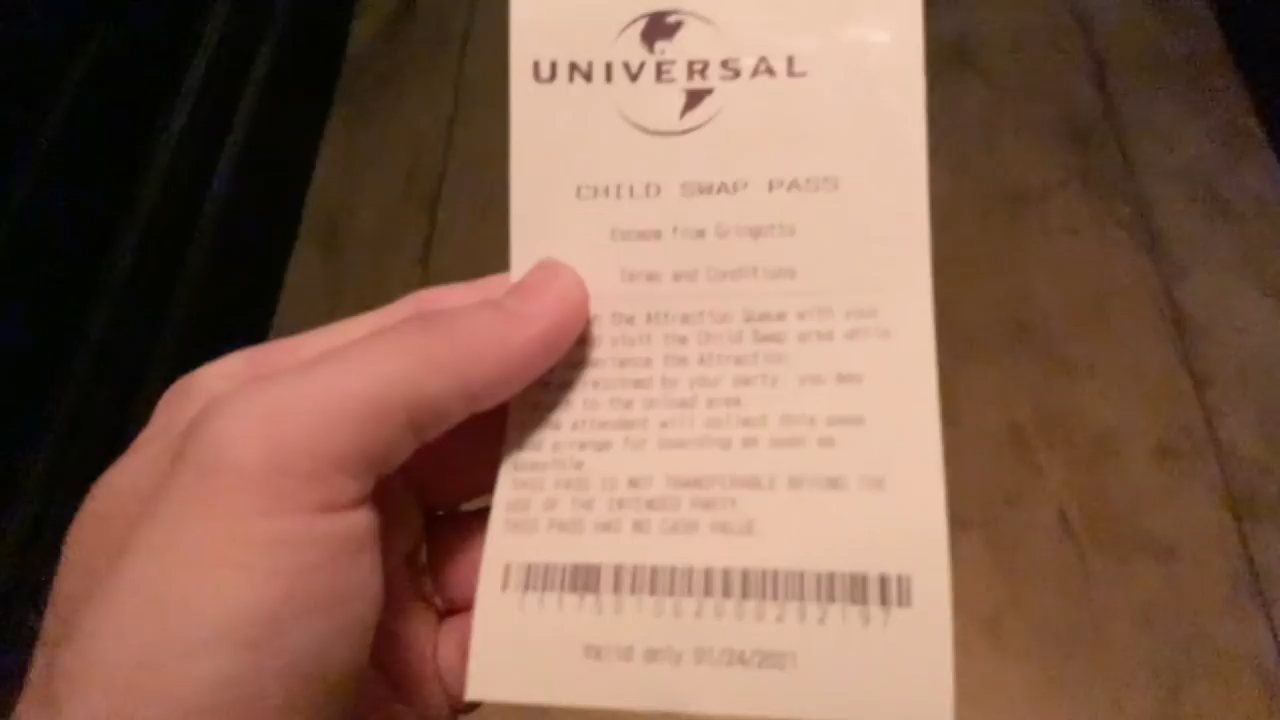 UNIVERSAL
CHILD SWAP PASS
Escape from Gringotts
Terms and Conditions
the Attraction Queue with your
visit the Child Swap area while
the Attraction.
by your party, you may
to the unload area.
attendant will collect this pass
arrange for boarding as soon as
possible.
THIS PASS IS NOT TRANSFERABLE BEYOND THE
USE OF THE INTENDED PARTY.
THIS PASS HAS NO CASH VALUE.
Valid only 01/24/2021